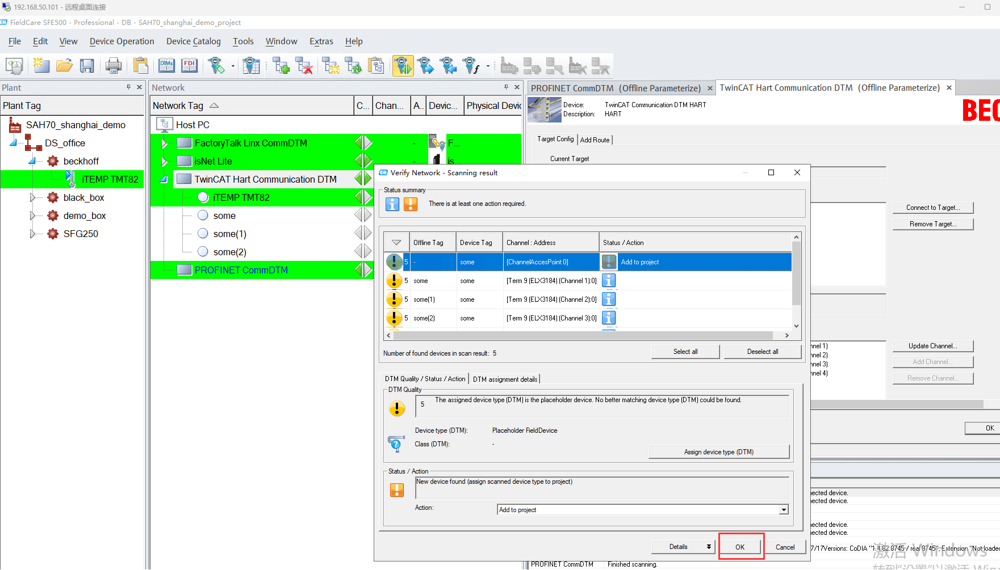 192.168.50.101 - 远程桌面连接
FieldCare SFE500 - Professional - DB - SAH70_shanghai_demo_project
File Edit View Device Operation Device Catalog Tools Window Extras Help
DTMs FDI
Plant
Plant Tag
SAH70_shanghai_demo
DS_office
beckhoff
iTEMP TMT82
black_box
demo_box
SFG250
Network
Network Tag C... Chan... A.. Devic... Physical Devic
Host PC
FactoryTalk Linx CommDTM - F...
isNet Lite - is
TwinCAT Hart Communication DTM
iTEMP TMT82
some
some(1)
some(2)
PROFINET CommDTM
PROFINET CommDTM (Offline Parameterize) TwinCAT Hart Communication DTM (Offline Parameterize)
Device: TwinCAT Communication DTM HART
Description: HART
BEC
Target Config Add Route
Current Target
Connect to Target...
Remove Target...
nnel 1)
nnel 2)
nnel 3)
nnel 4)
Update Channel...
Add Channel...
Remove Channel...
OK
Verify Network - Scanning result
Status summary
There is at least one action required.
Offline Tag Device Tag Channel : Address Status / Action
5 - some [ChannelAccesPoint:0] Add to project
5 some some [Term 9 (ELX3184) (Channel 1):0]
5 some(1) some [Term 9 (ELX3184) (Channel 2):0]
5 some(2) some [Term 9 (ELX3184) (Channel 3):0]
Number of found devices in scan result: 5
Select all Deselect all
DTM Quality / Status / Action DTM assignment details
DTM Quality
5 The assigned device type (DTM) is the placeholder device. No better matching device type (DTM) could be found.
Device type (DTM): Placeholder FieldDevice
Class (DTM): -
Assign device type (DTM)
Status / Action
New device found (assign scanned device type to project)
Action: Add to project
Details OK Cancel
nected device.
nected device.
nected device.
nected device.
7/17Versions: CoDIA "1.4.82.8745 / real 8745", Extension "Not loade
PROFINET CommDTM Finished scanning.
激活 Windows
转到"设置"以激活 Win